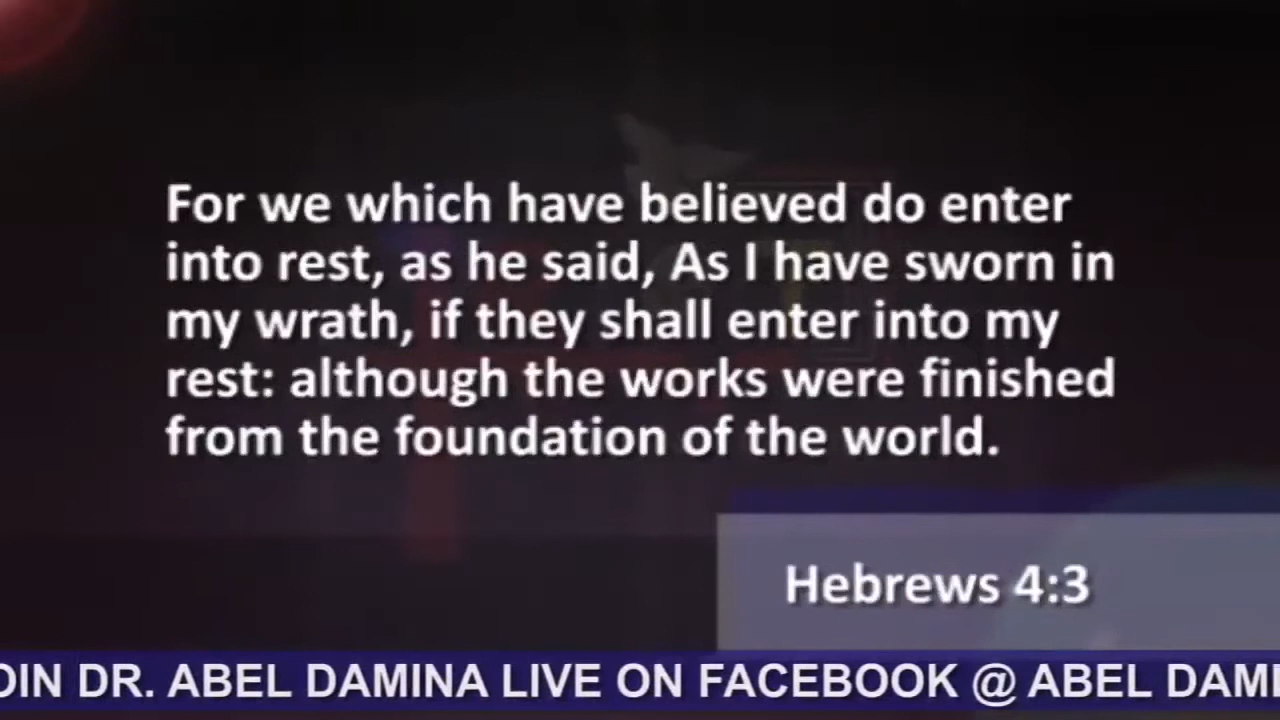 For we which have believed do enter
into rest, as he said, As I have sworn in
my wrath, if they shall enter into my
rest: although the works were finished
from the foundation of the world.
Hebrews 4:3
DR. ABEL DAMINA LIVE ON FACEBOOK @ ABEL